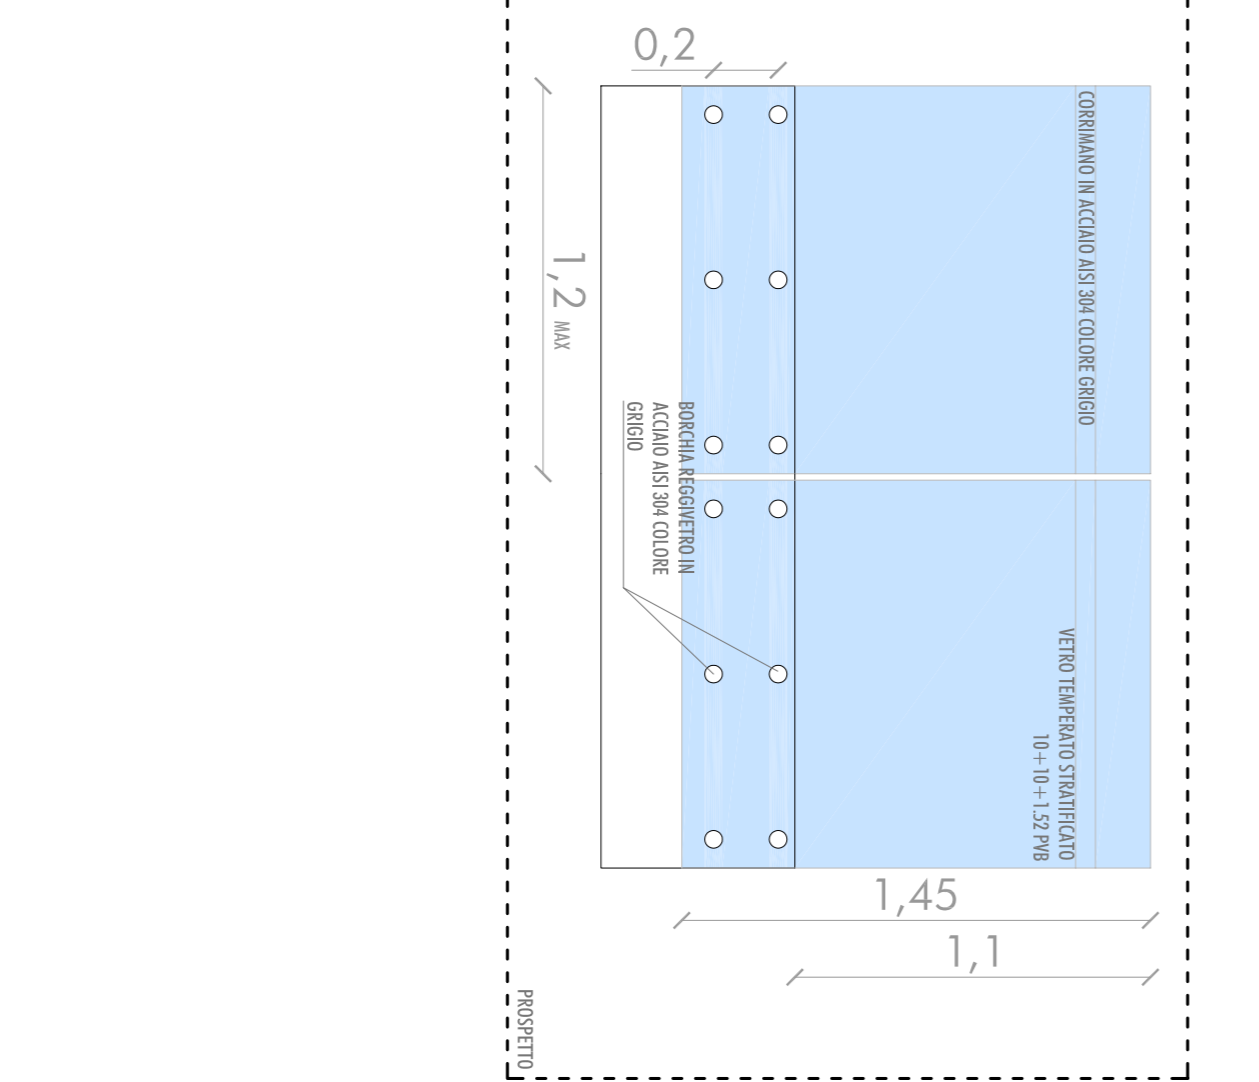 0,2
1,2 MAX
CORRIMANO IN ACCIAIO AISI 304 COLORE GRIGIO
BORCHIA REGGIVETRO IN
ACCIAIO AISI 304 COLORE
GRIGIO
VETRO TEMPERATO STRATIFICATO
10+10+1.52 PVB
1,45
1,1
PROSPETTO